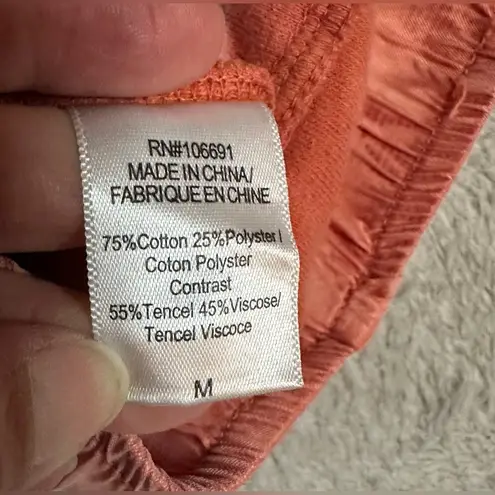 RN#106691
MADE IN CHINA/
FABRIQUE EN CHINE
75%Cotton 25%Polyster l
Coton Polyster
Contrast
55%Tencel 45%Viscose/
Tencel Viscoce
M